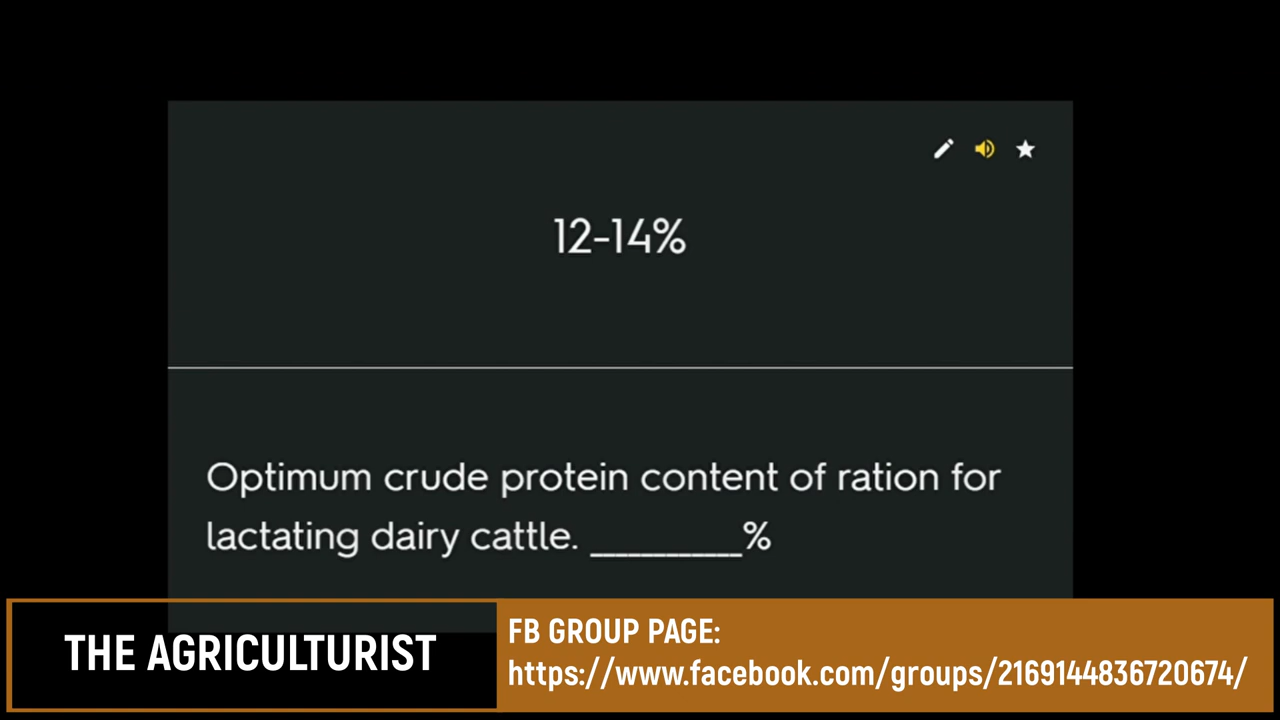 12-14%
Optimum crude protein content of ration for
lactating dairy cattle. ___________%
THE AGRICULTURIST
FB GROUP PAGE:
https://www.facebook.com/groups/2169144836720674/